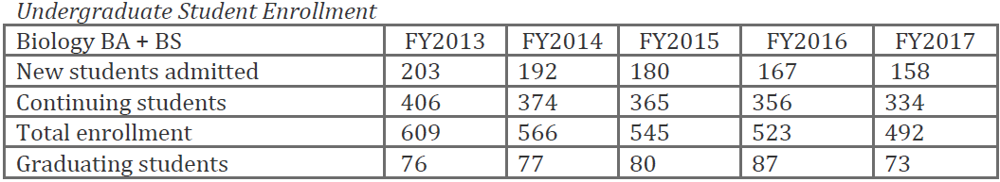 Undergraduate Student Enrollment
Biology BA + BS FY2013 FY2014 FY2015 FY2016 FY2017
New students admitted 203 192 180 167 158
Continuing students 406 374 365 356 334
Total enrollment 609 566 545 523 492
Graduating students 76 77 80 87 73